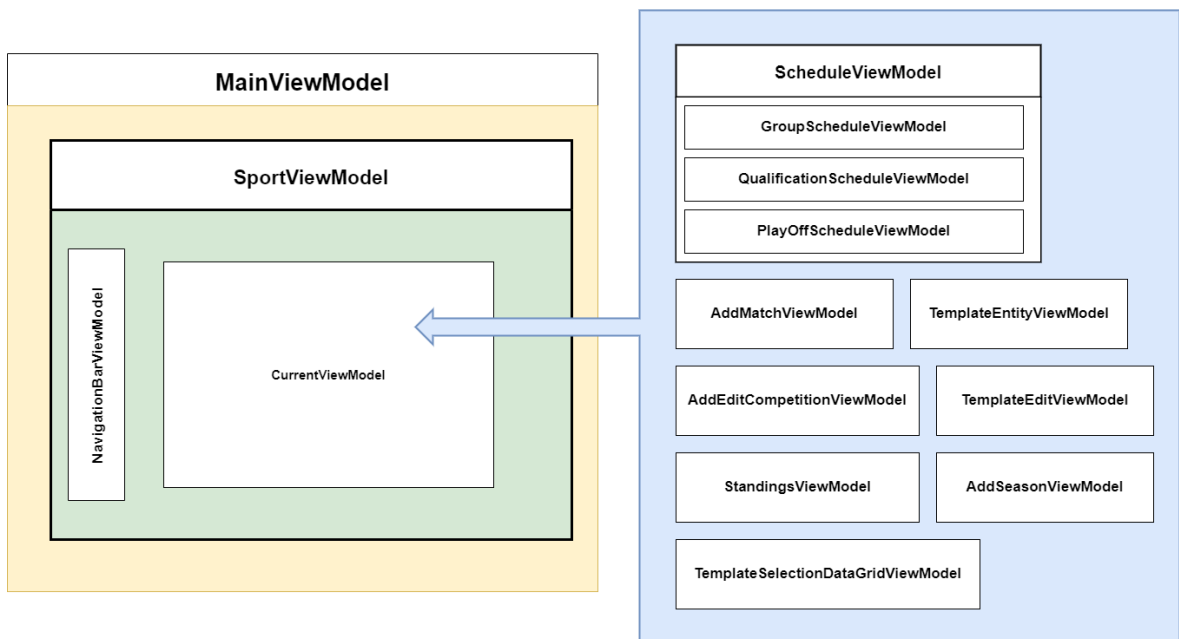 MainViewModel
SportViewModel
NavigationBarViewModel
CurrentViewModel
ScheduleViewModel
GroupScheduleViewModel
QualificationScheduleViewModel
PlayOffScheduleViewModel
AddMatchViewModel
TemplateEntityViewModel
AddEditCompetitionViewModel
TemplateEditViewModel
StandingsViewModel
AddSeasonViewModel
TemplateSelectionDataGridViewModel